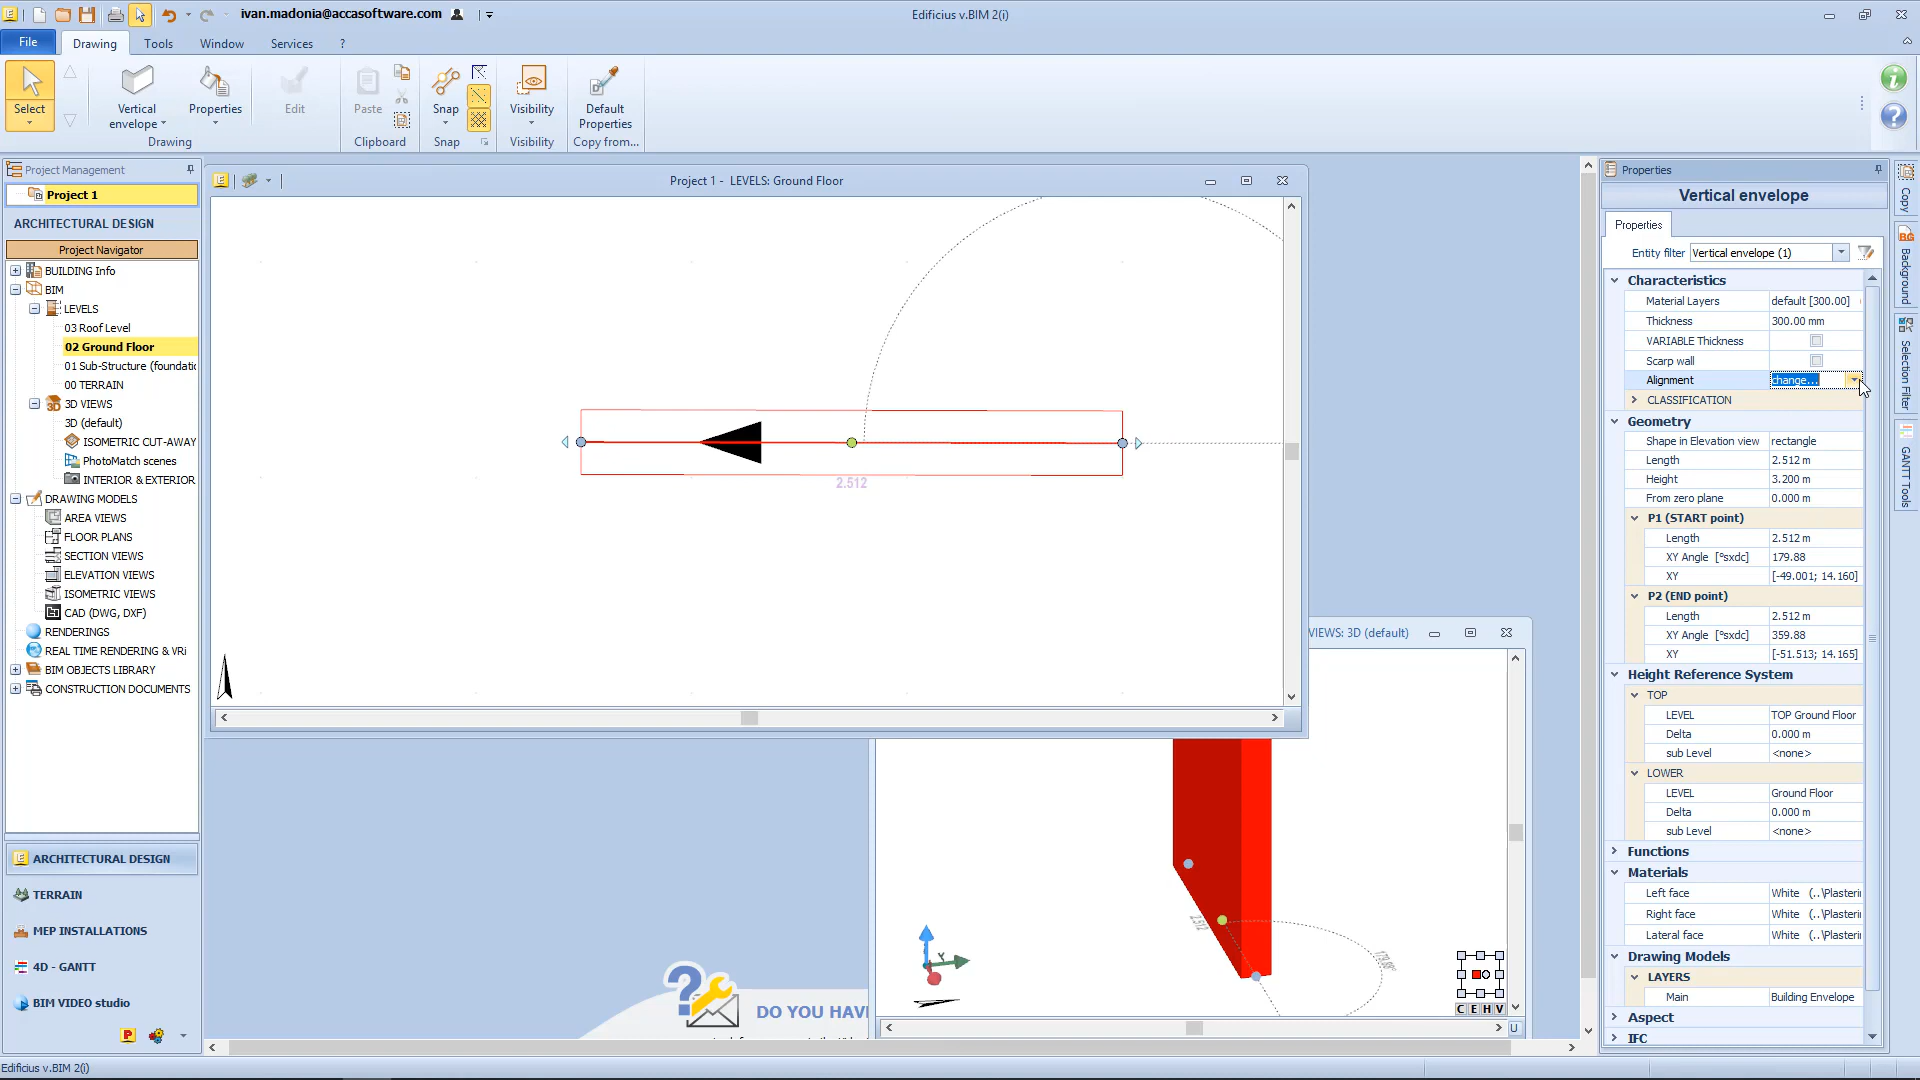 ivan.madonia@accasoftware.com
Edificius v.BIM 2(i)
File
Drawing
Tools
Window
Services
?
Select
Vertical envelope
Properties
Edit
Paste
Snap
Visibility
Default Properties
Drawing
Clipboard
Snap
Visibility
Copy from...
Project Management
Project 1
ARCHITECTURAL DESIGN
Project Navigator
BUILDING Info
BIM
LEVELS
03 Roof Level
02 Ground Floor
01 Sub-Structure (foundatio
00 TERRAIN
3D VIEWS
3D (default)
ISOMETRIC CUT-AWAY
PhotoMatch scenes
INTERIOR & EXTERIOR
DRAWING MODELS
AREA VIEWS
FLOOR PLANS
SECTION VIEWS
ELEVATION VIEWS
ISOMETRIC VIEWS
CAD (DWG, DXF)
RENDERINGS
REAL TIME RENDERING & VRi
BIM OBJECTS LIBRARY
CONSTRUCTION DOCUMENTS
ARCHITECTURAL DESIGN
TERRAIN
MEP INSTALLATIONS
4D - GANTT
BIM VIDEO studio
Edificius v.BIM 2(i)
Project 1 - LEVELS: Ground Floor
2.512
VIEWS: 3D (default)
2.512
Y
C E H V
U
DO YOU HAV
Properties
Vertical envelope
Properties
Entity filter Vertical envelope (1)
Characteristics
Material Layers default [300.00]
Thickness 300.00 mm
VARIABLE Thickness
Scarp wall
Alignment change...
CLASSIFICATION
Geometry
Shape in Elevation view rectangle
Length 2.512 m
Height 3.200 m
From zero plane 0.000 m
P1 (START point)
Length 2.512 m
XY Angle [°sxdc] 179.88
XY [-49.001; 14.160]
P2 (END point)
Length 2.512 m
XY Angle [°sxdc] 359.88
XY [-51.513; 14.165]
Height Reference System
TOP
LEVEL TOP Ground Floor
Delta 0.000 m
sub Level <none>
LOWER
LEVEL Ground Floor
Delta 0.000 m
sub Level <none>
Functions
Materials
Left face White (..\Plasteri
Right face White (..\Plasteri
Lateral face White (..\Plasteri
Drawing Models
LAYERS
Main Building Envelope
Aspect
IFC
Copy
Background
Selection Filter
GANTT Tools